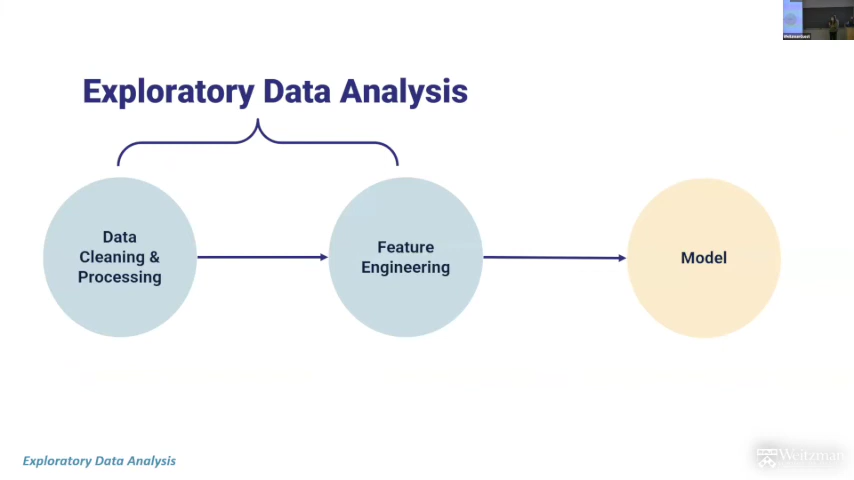 Exploratory Data Analysis
Data
Cleaning &
Processing
Feature
Engineering
Model
Exploratory Data Analysis
Weitzman